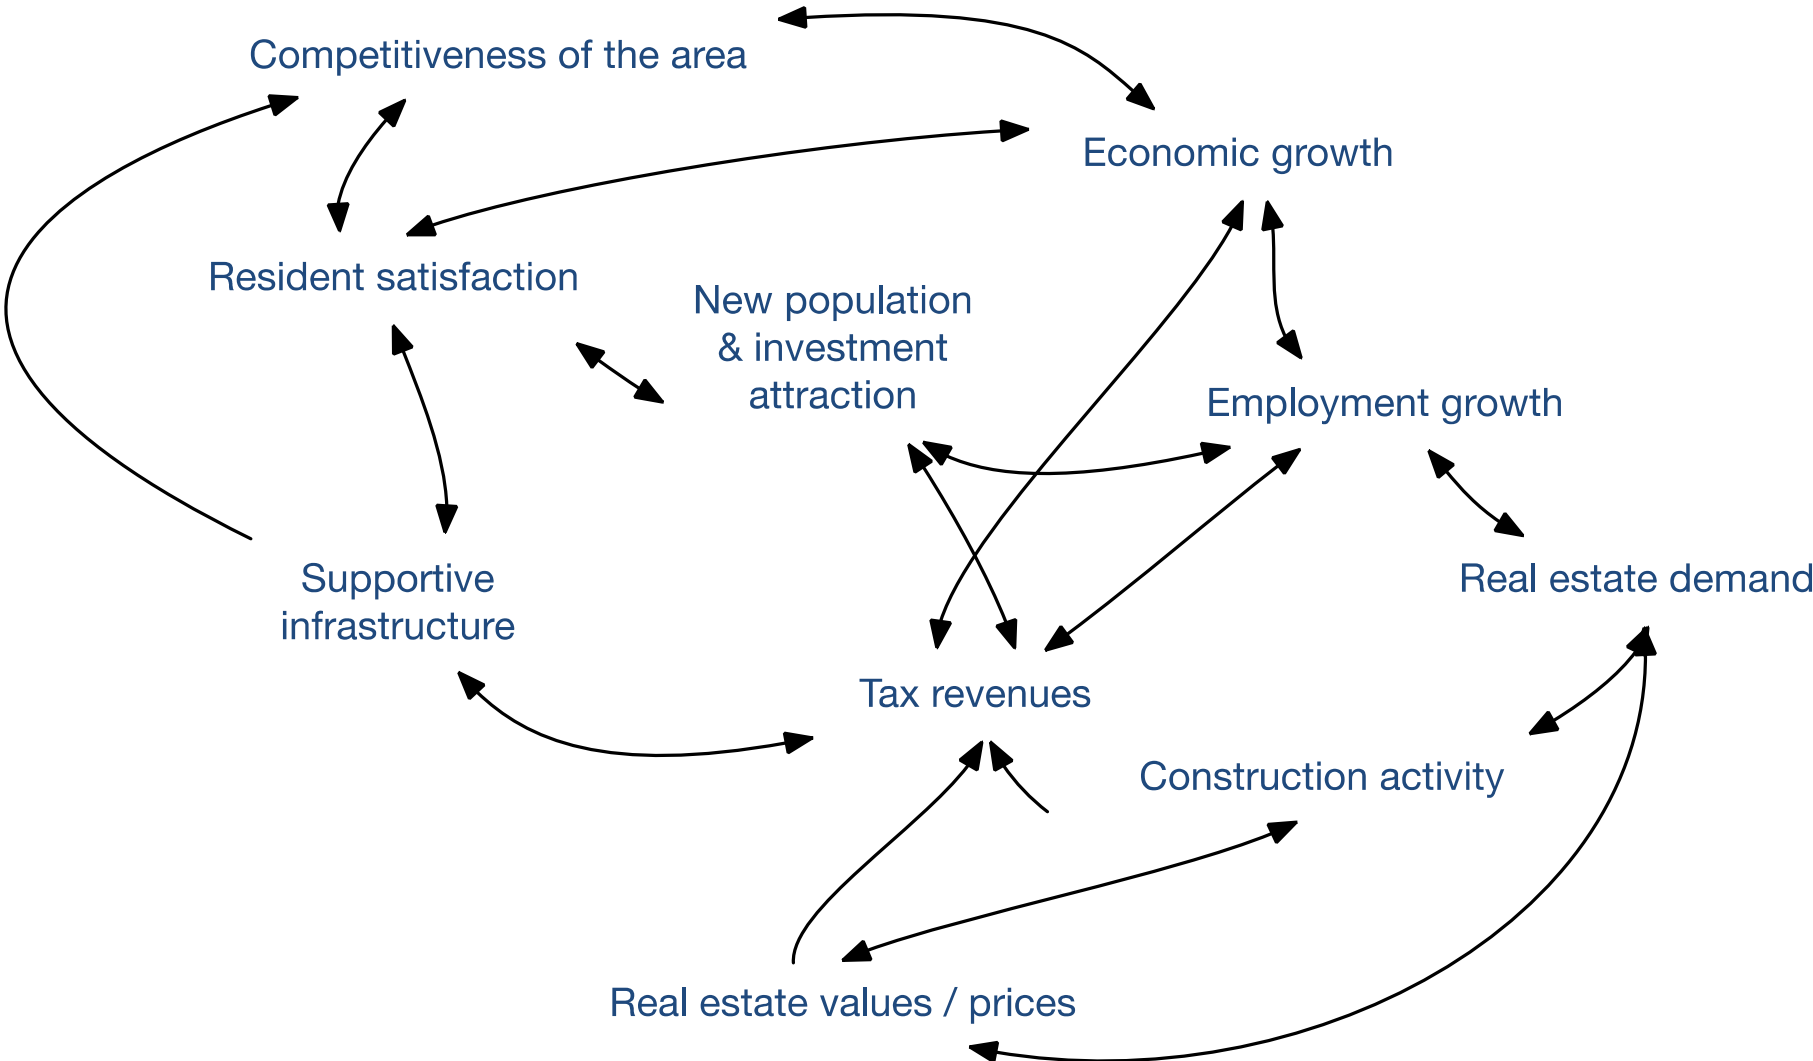 Competitiveness of the area
Economic growth
Resident satisfaction
New population
& investment
attraction
Employment growth
Supportive
infrastructure
Real estate demand
Tax revenues
Construction activity
Real estate values / prices